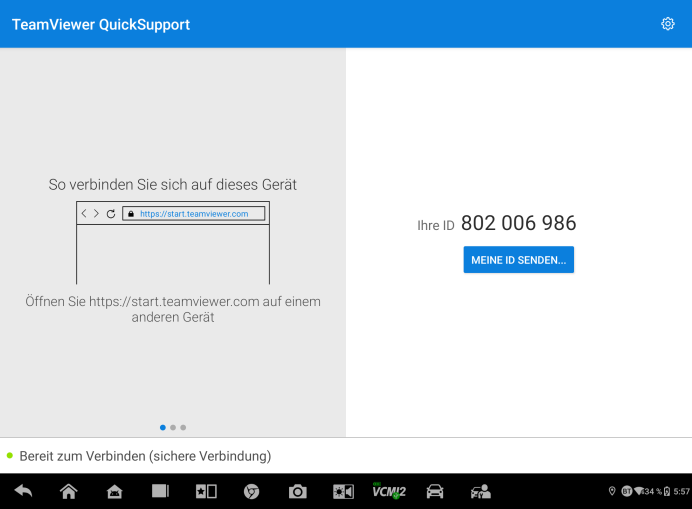 TeamViewer QuickSupport
So verbinden Sie sich auf dieses Gerät
https://start.teamviewer.com
Öffnen Sie https://start.teamviewer.com auf einem
anderen Gerät
Ihre ID 802 006 986
MEINE ID SENDEN...
Bereit zum Verbinden (sichere Verbindung)
VCMI2
BT 34 % 5:57